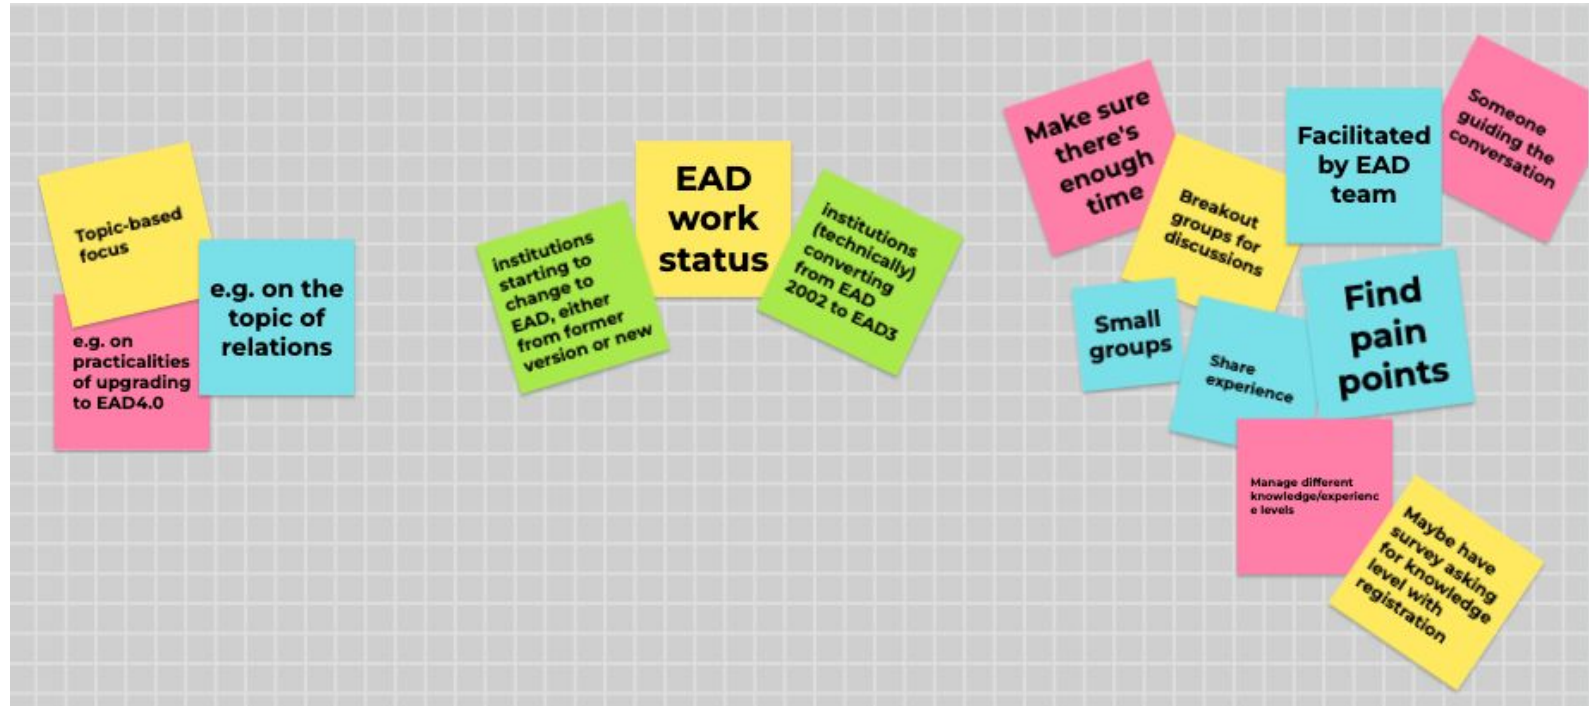 Topic-based
focus
e.g. on the
topic of
relations
e.g. on
practicalities
of upgrading
to EAD4.0
EAD
work
status
institutions
starting to
change to
EAD, either
from former
version or new
institutions
(technically)
converting
from EAD
2002 to EAD3
Make sure
there's
enough
time
Breakout
groups for
discussions
Facilitated
by EAD
team
Someone
guiding the
conversation
Small
groups
Share
experience
Find
pain
points
Manage different
knowledge/experienc
e levels
Maybe have
survey asking
for knowledge
level with
registration